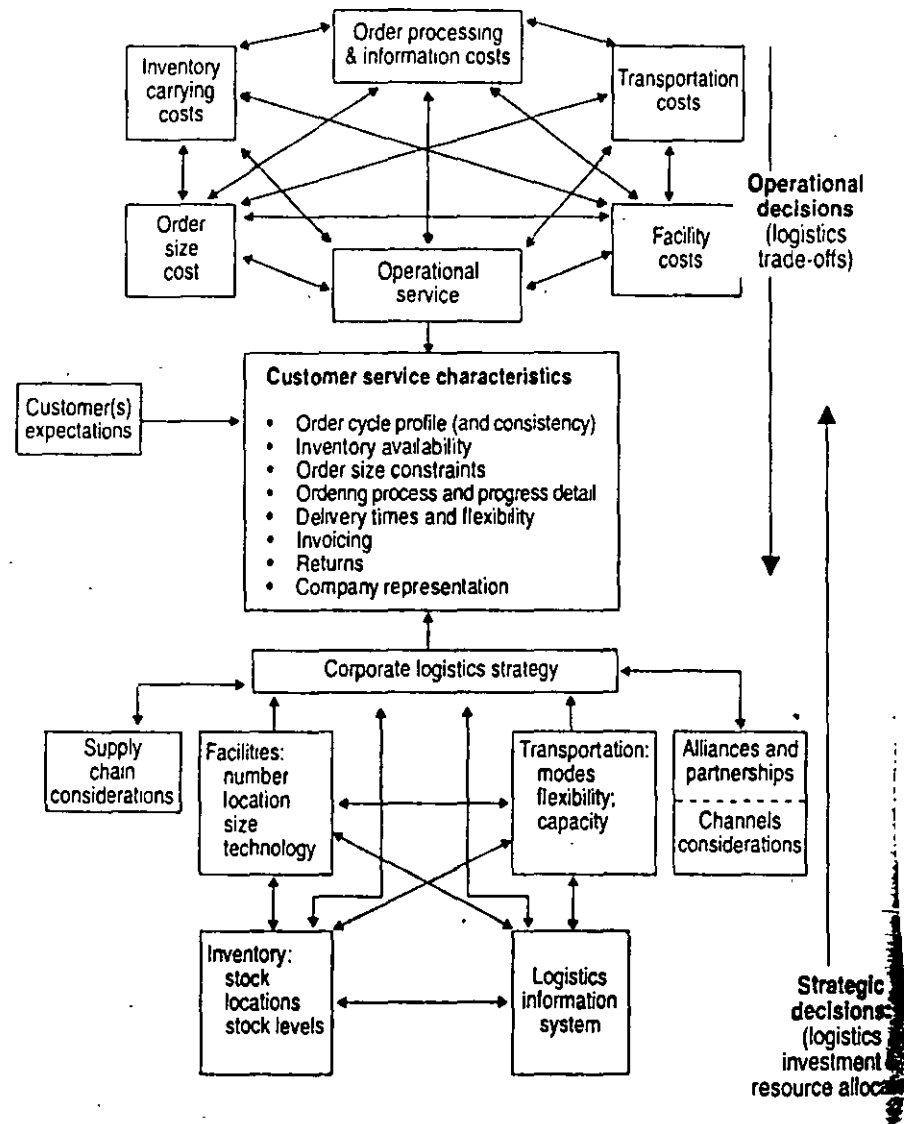 Order processing
& information costs
Inventory
carrying
costs
Transportation
costs
Order
size
cost
Operational
service
Facility
costs
Operational
decisions
(logistics
trade-offs)
Customer(s)
expectations
Customer service characteristics
• Order cycle profile (and consistency)
• Inventory availability
• Order size constraints
• Ordering process and progress detail
• Delivery times and flexibility
• Invoicing
• Returns
• Company representation
Corporate logistics strategy
Supply
chain
considerations
Facilities:
number
location
size
technology
Transportation:
modes
flexibility;
capacity
Alliances and
partnerships
Channels
considerations
Inventory:
stock
locations
stock levels
Logistics
information
system
Strategic
decisions
(logistics
investment
resource